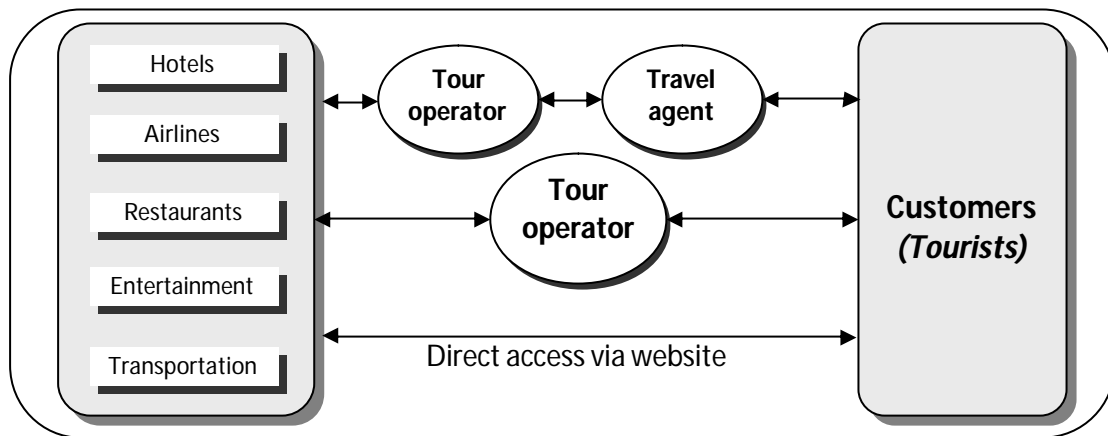 Hotels
Airlines
Restaurants
Entertainment
Transportation
Tour
operator
Travel
agent
Tour
operator
Direct access via website
Customers
(Tourists)